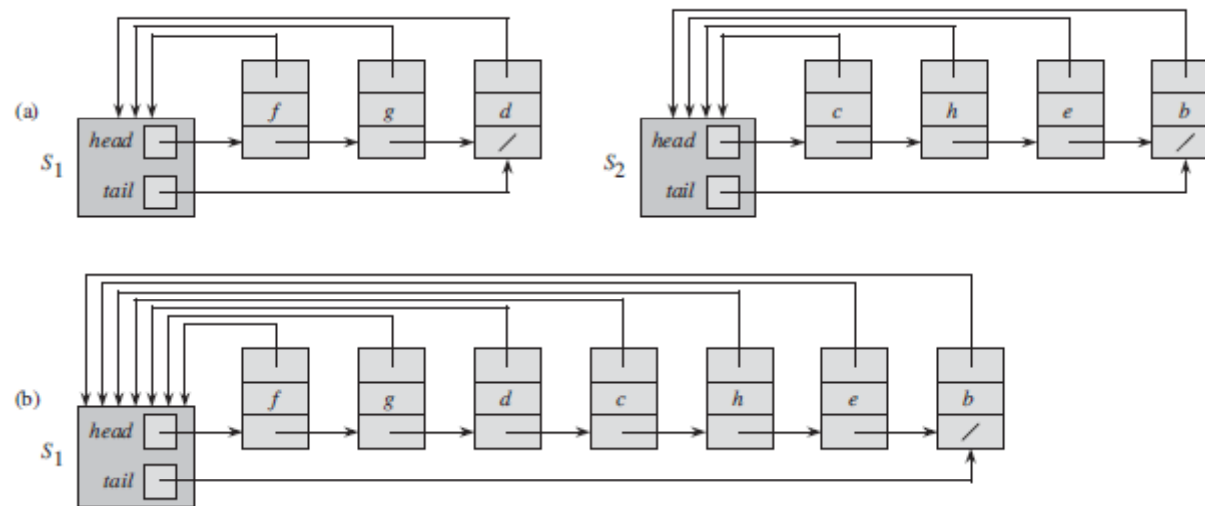 (a)
f g d
head
S1
tail
c h e b
head
S2
tail
(b)
f g d c h e b
head
S1
tail